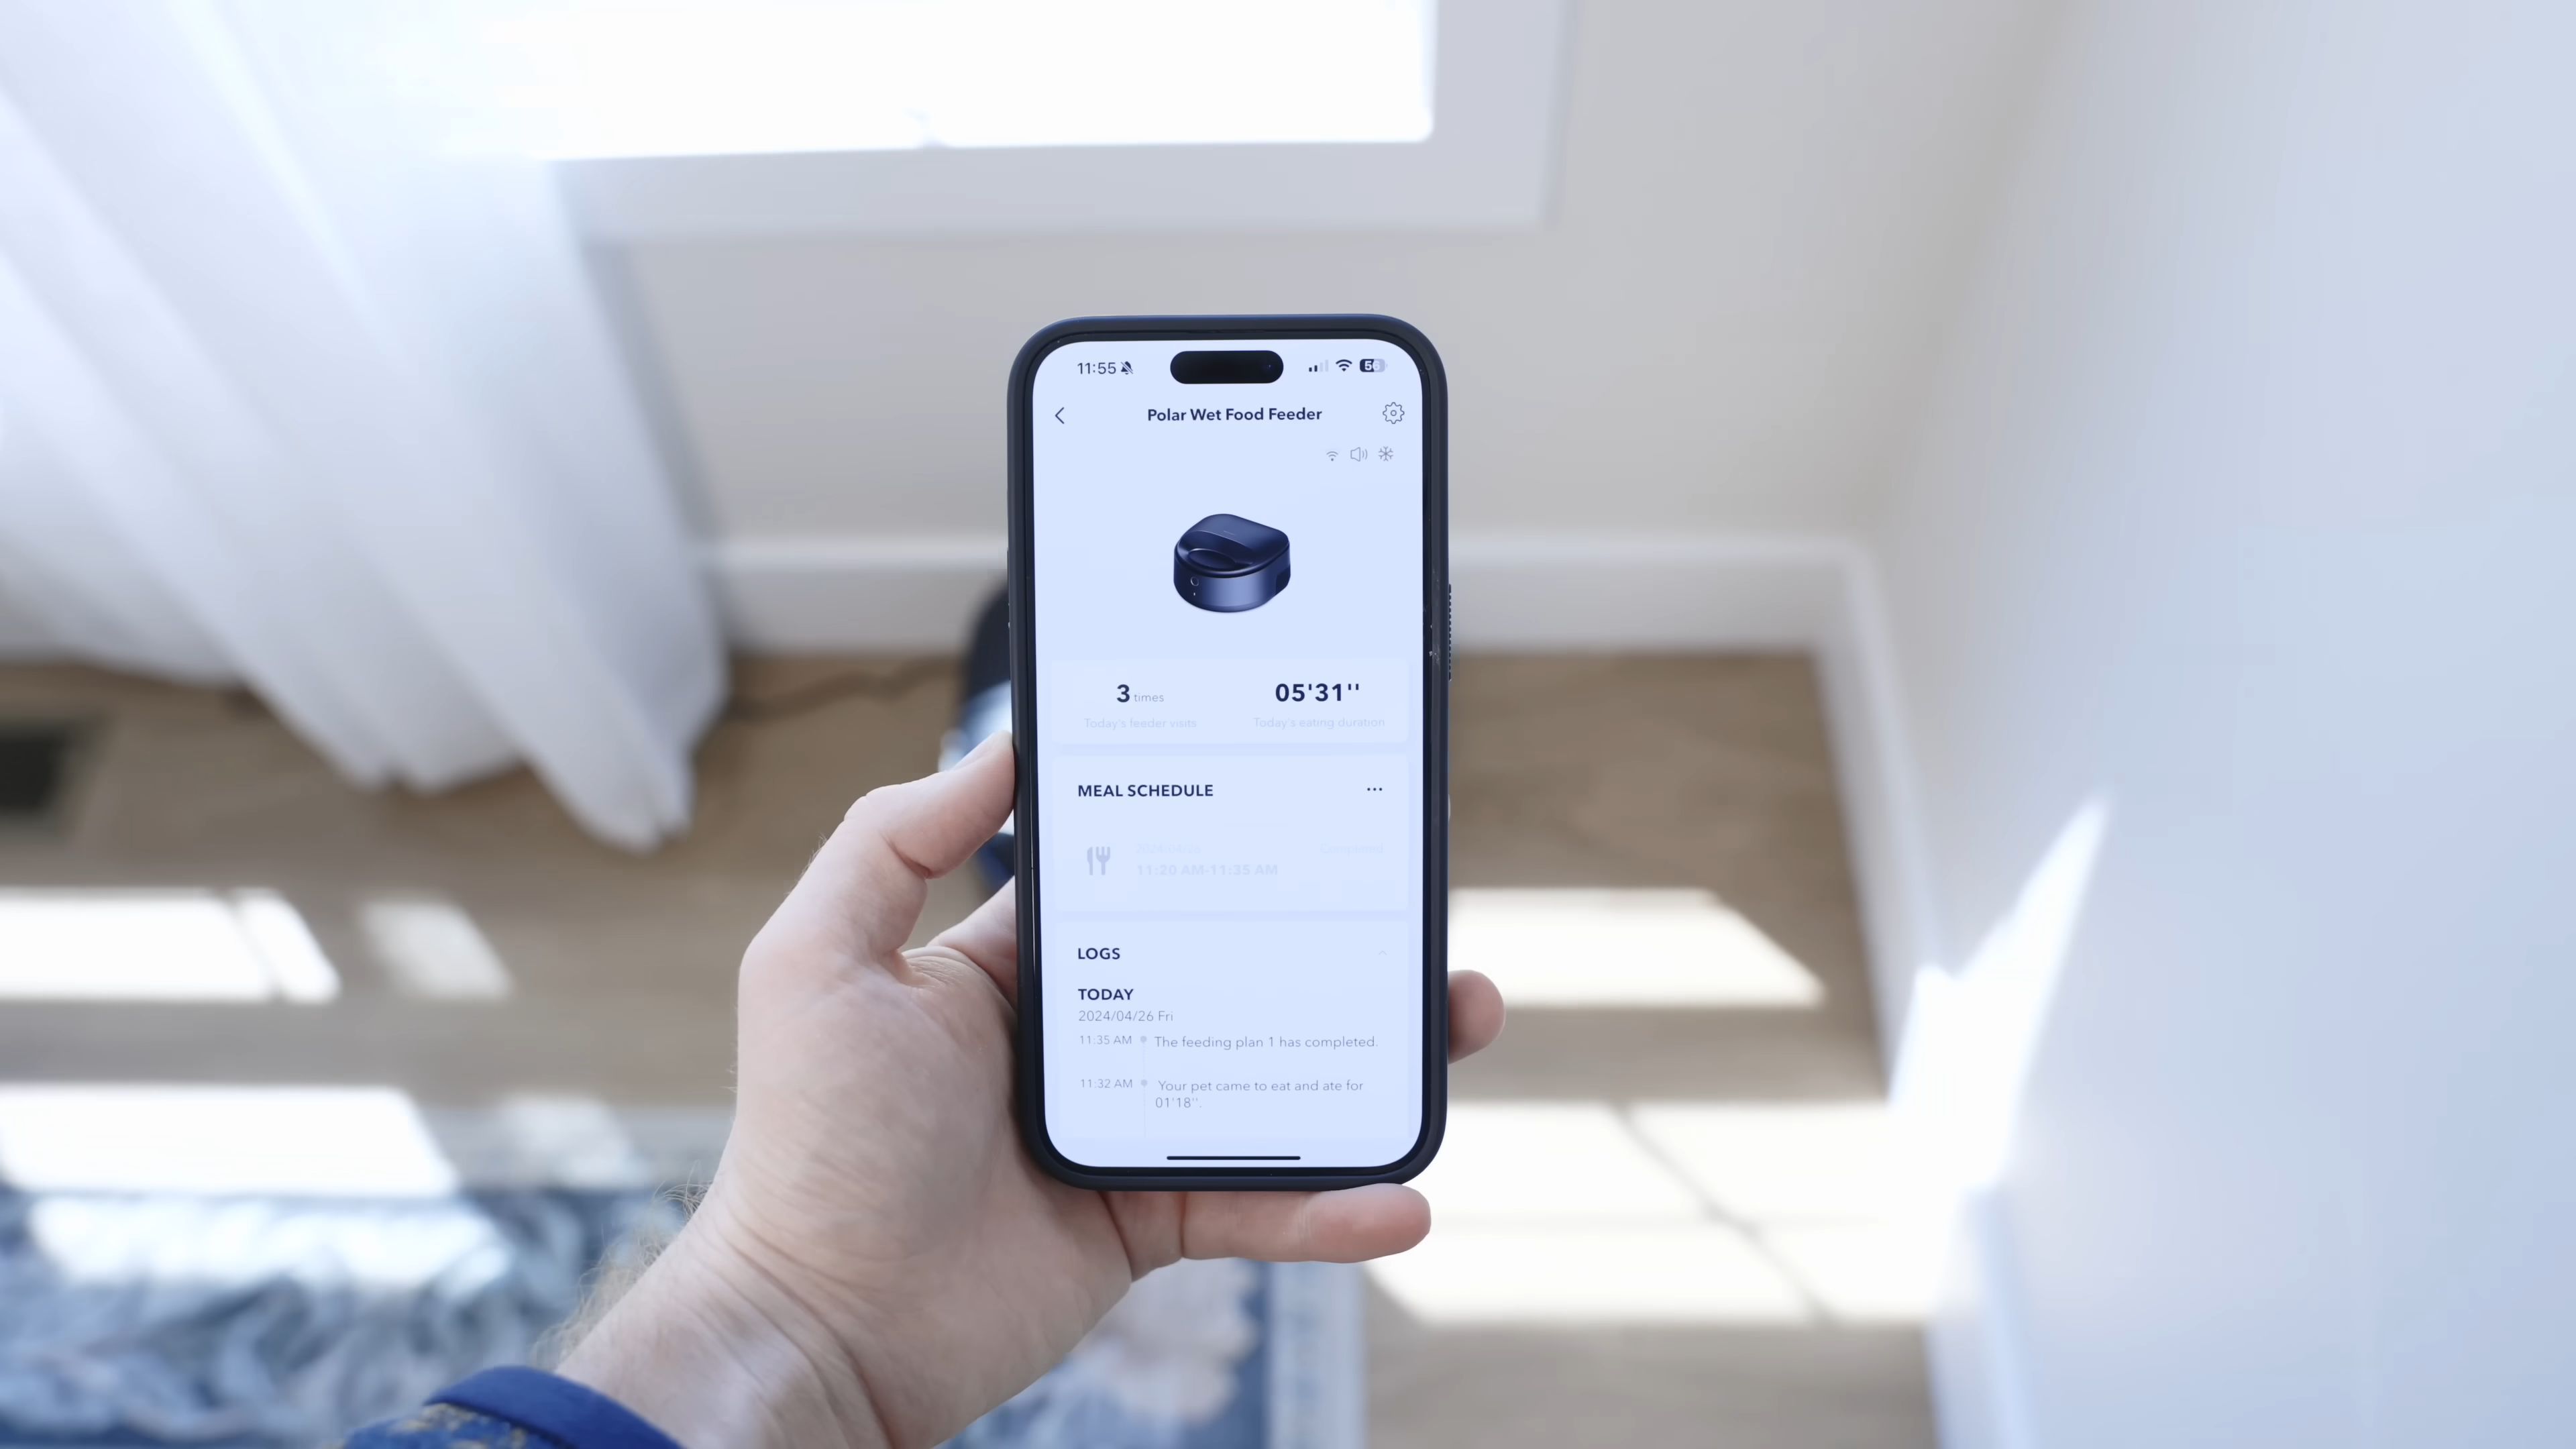 11:55
56
Polar Wet Food Feeder
3 times
05'31''
Today's feeder visits
Today's eating duration
MEAL SCHEDULE
Completed
11:20 AM-11:35 AM
LOGS
TODAY
2024/04/26 Fri
11:35 AM The feeding plan 1 has completed.
11:32 AM Your pet came to eat and ate for
01'18''.